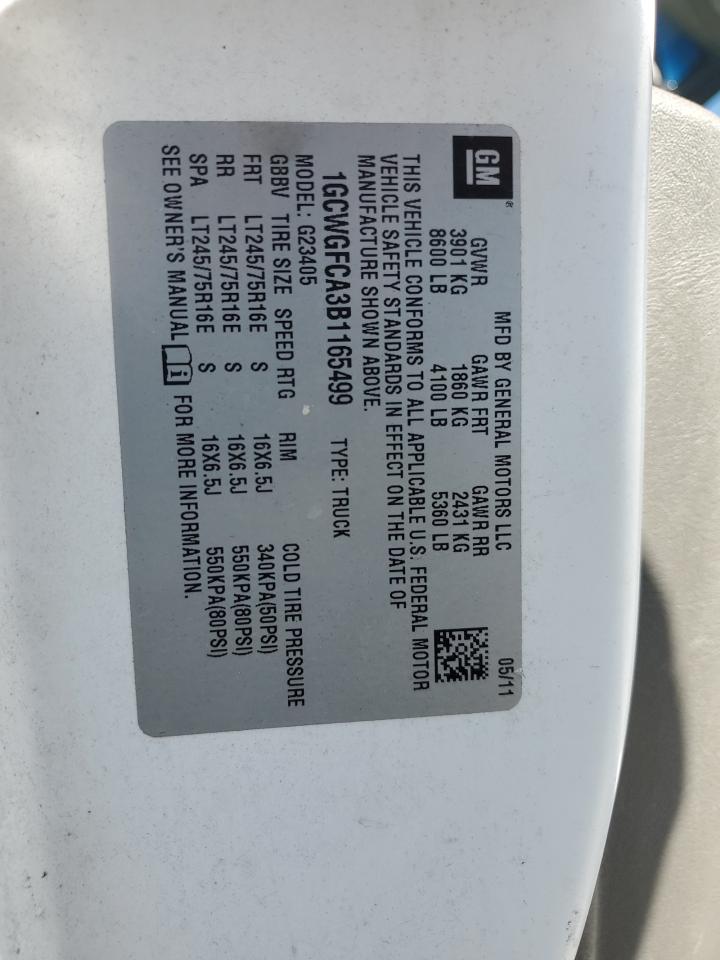 GM®
MFD BY GENERAL MOTORS LLC 05/11
GVWR GAWR FRT GAWR RR
3901 KG 1860 KG 2431 KG
8600 LB 4100 LB 5360 LB
THIS VEHICLE CONFORMS TO ALL APPLICABLE U.S. FEDERAL MOTOR
VEHICLE SAFETY STANDARDS IN EFFECT ON THE DATE OF
MANUFACTURE SHOWN ABOVE.
1GCWGFCA3B1165499 TYPE: TRUCK
MODEL: G23405
GBBV TIRE SIZE SPEED RTG RIM COLD TIRE PRESSURE
FRT LT245/75R16E S 16X6.5J 340KPA(50PSI)
RR LT245/75R16E S 16X6.5J 550KPA(80PSI)
SPA LT245/75R16E S 16X6.5J 550KPA(80PSI)
SEE OWNER'S MANUAL i FOR MORE INFORMATION.